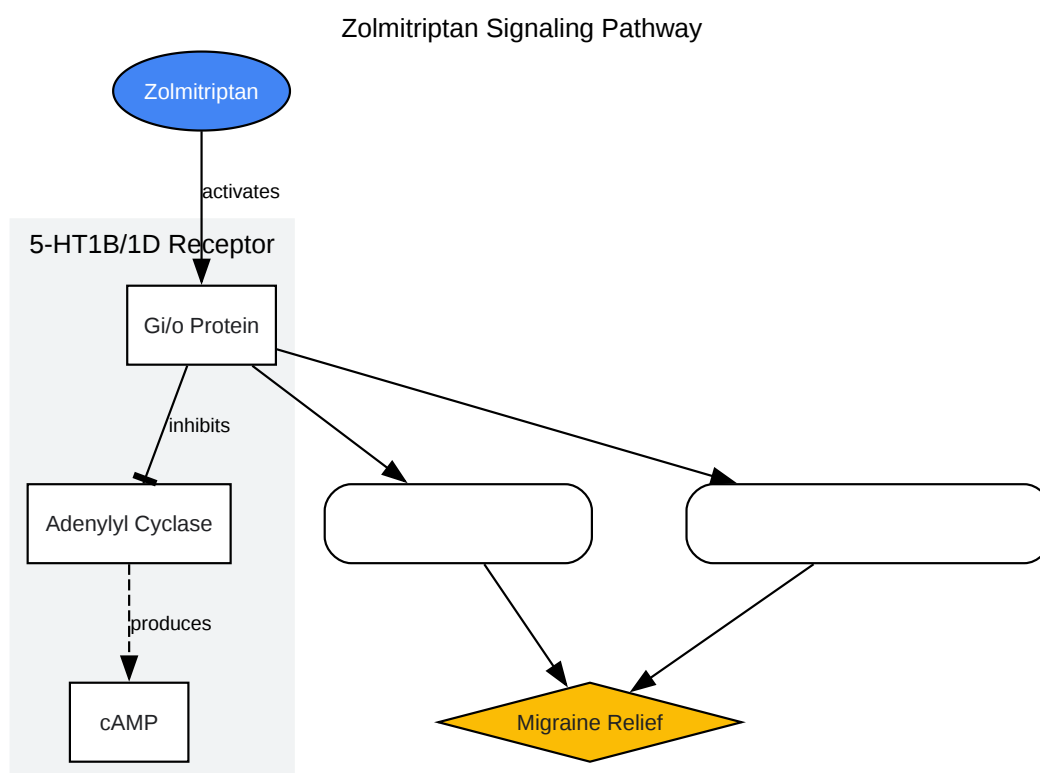 Zolmitriptan Signaling Pathway
Zolmitriptan
activates
5-HT1B/1D Receptor
Gi/o Protein
inhibits
Adenylyl Cyclase
produces
cAMP
Migraine Relief